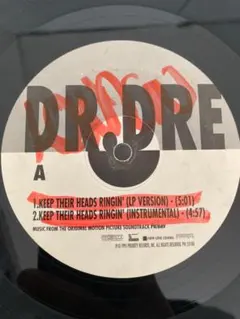 DR. DRE
A
1.KEEP THEIR HEADS RINGIN' (LP VERSION) - (5:01)
2.KEEP THEIR HEADS RINGIN' (INSTRUMENTAL) - (4:57)
MUSIC FROM THE ORIGINAL MOTION PICTURE SOUNDTRACK FRIDAY